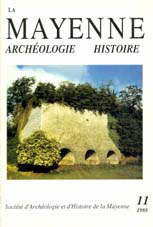 LA
MAYENNE
ARCHÉOLOGIE HISTOIRE
11
1988
Société d'Archéologie et d'Histoire de la Mayenne